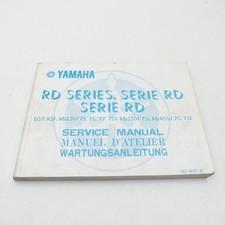 YAMAHA
RD SERIES, SERIE RD
SERIE RD
SERVICE MANUAL
MANUEL D'ATELIER
WARTUNGSANLEITUNG